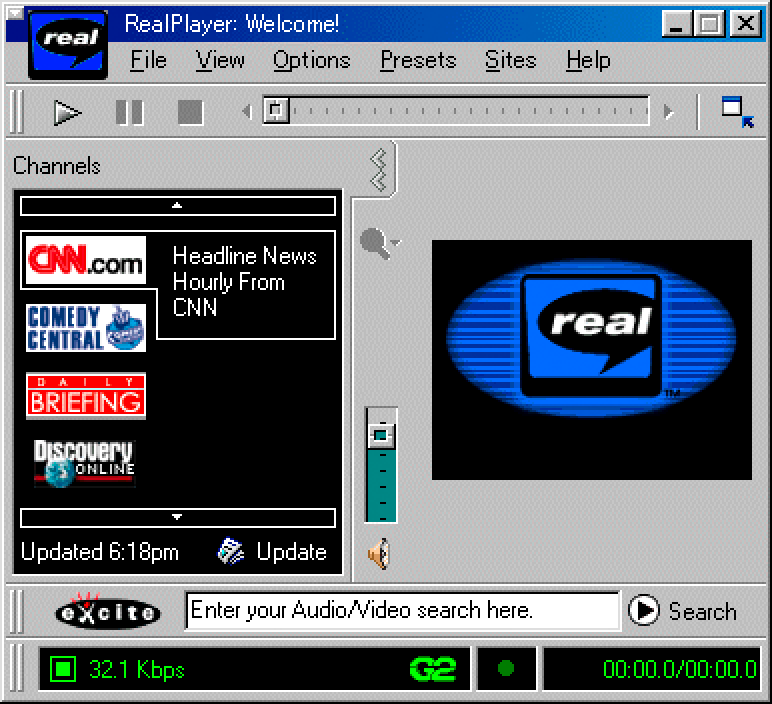 real
RealPlayer: Welcome!
File View Options Presets Sites Help
Channels
CNN.com
Headline News
Hourly From
CNN
COMEDY
CENTRAL
COMEDY
DAILY
BRIEFING
DISCOVERY
ONLINE
Updated 6:18pm
Update
real
TM
excite
Enter your Audio/Video search here.
Search
32.1 Kbps
G2
00:00.0/00:00.0